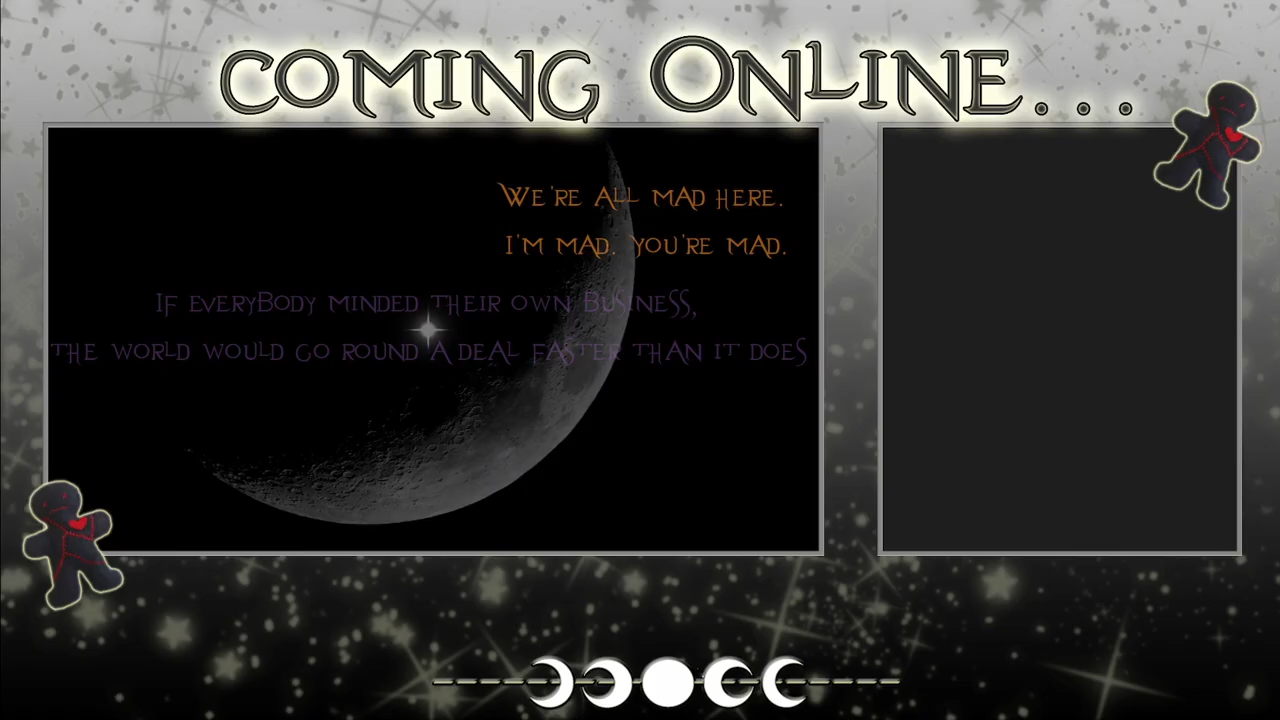 COMING ONLINE...
WE'RE ALL MAD HERE.
I'M MAD. YOU'RE MAD.
IF EVERYBODY MINDED THEIR OWN BUSINESS,
THE WORLD WOULD GO ROUND A DEAL FASTER THAN IT DOES